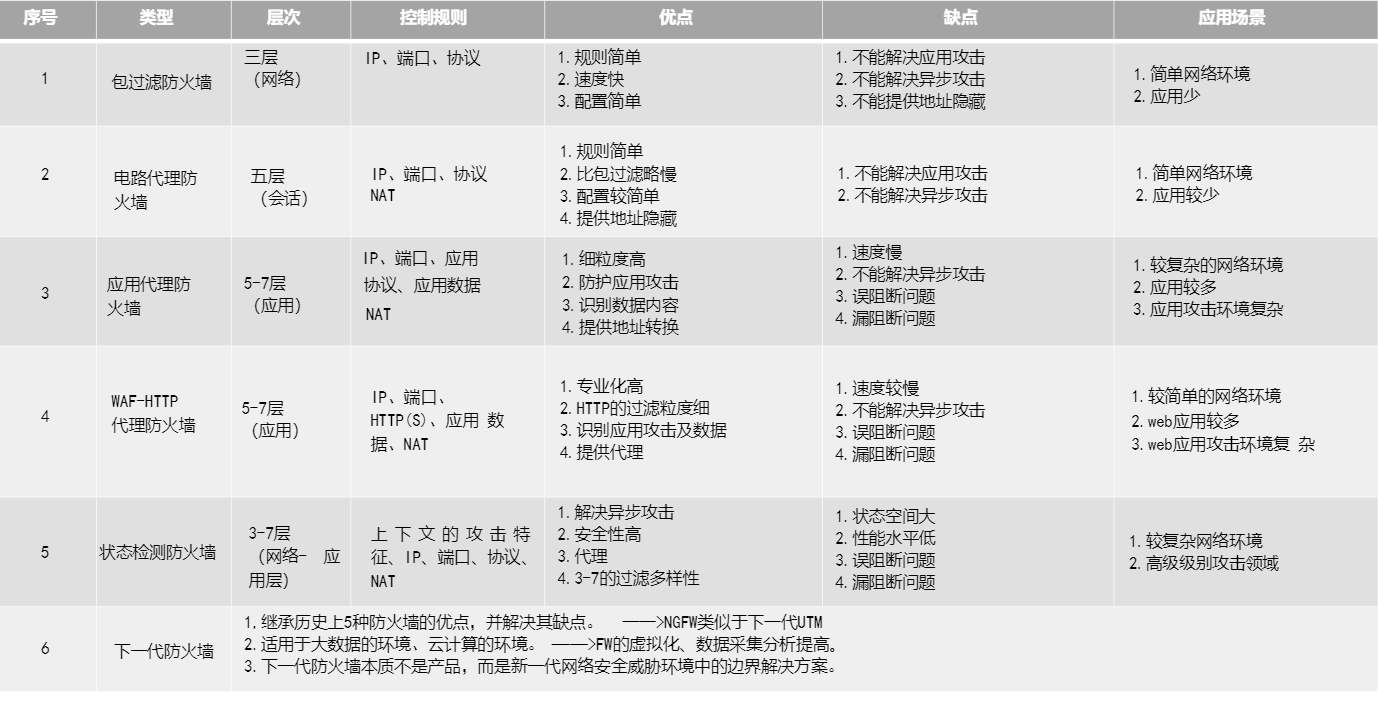 序号 类型 层次 控制规则 优点 缺点 应用场景
1
包过滤防火墙
三层
（网络）
IP、端口、协议
1. 规则简单
2. 速度快
3. 配置简单
1. 不能解决应用攻击
2. 不能解决异步攻击
3. 不能提供地址隐藏
1. 简单网络环境
2. 应用少
2
电路代理防
火墙
五层
（会话）
IP、端口、协议
NAT
1. 规则简单
2. 比包过滤略慢
3. 配置较简单
4. 提供地址隐藏
1. 不能解决应用攻击
2. 不能解决异步攻击
1. 简单网络环境
2. 应用较少
3
应用代理防
火墙
5-7层
（应用）
IP、端口、应用
协议、应用数据
NAT
1. 细粒度高
2. 防护应用攻击
3. 识别数据内容
4. 提供地址转换
1. 速度慢
2. 不能解决异步攻击
3. 误阻断问题
4. 漏阻断问题
1. 较复杂的网络环境
2. 应用较多
3. 应用攻击环境复杂
4
WAF-HTTP
代理防火墙
5-7层
（应用）
IP、端口、
HTTP(S)、应用 数
据、NAT
1. 专业化高
2. HTTP的过滤粒度细
3. 识别应用攻击及数据
4. 提供代理
1. 速度较慢
2. 不能解决异步攻击
3. 误阻断问题
4. 漏阻断问题
1. 较简单的网络环境
2. web应用较多
3. web应用攻击环境复 杂
5
状态检测防火墙
3-7层
（网络- 应
用层）
上下文的攻击特
征、IP、端口、协议、
NAT
1. 解决异步攻击
2. 安全性高
3. 代理
4. 3-7的过滤多样性
1. 状态空间大
2. 性能水平低
3. 误阻断问题
4. 漏阻断问题
1. 较复杂网络环境
2. 高级级别攻击领域
6
下一代防火墙
1. 继承历史上5种防火墙的优点，并解决其缺点。 ——>NGFW类似于下一代UTM
2. 适用于大数据的环境、云计算的环境。 ——>FW的虚拟化、数据采集分析提高。
3. 下一代防火墙本质不是产品，而是新一代网络安全威胁环境中的边界解决方案。